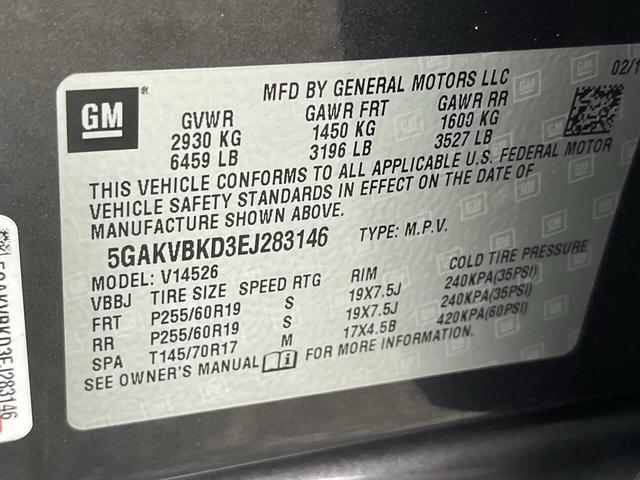 MFD BY GENERAL MOTORS LLC
02/1
GM
GVWR GAWR FRT GAWR RR
2930 KG 1450 KG 1600 KG
6459 LB 3196 LB 3527 LB
THIS VEHICLE CONFORMS TO ALL APPLICABLE U.S. FEDERAL MOTOR
VEHICLE SAFETY STANDARDS IN EFFECT ON THE DATE OF
MANUFACTURE SHOWN ABOVE.
5GAKVBKD3EJ283146 TYPE: M.P.V.
MODEL: V14526
VBBJ TIRE SIZE SPEED RTG RIM COLD TIRE PRESSURE
FRT P255/60R19 S 19X7.5J 240KPA(35PSI)
RR P255/60R19 S 19X7.5J 240KPA(35PSI)
SPA T145/70R17 M 17X4.5B 420KPA(60PSI)
SEE OWNER'S MANUAL FOR MORE INFORMATION.
5GAKVBKD3EJ283146